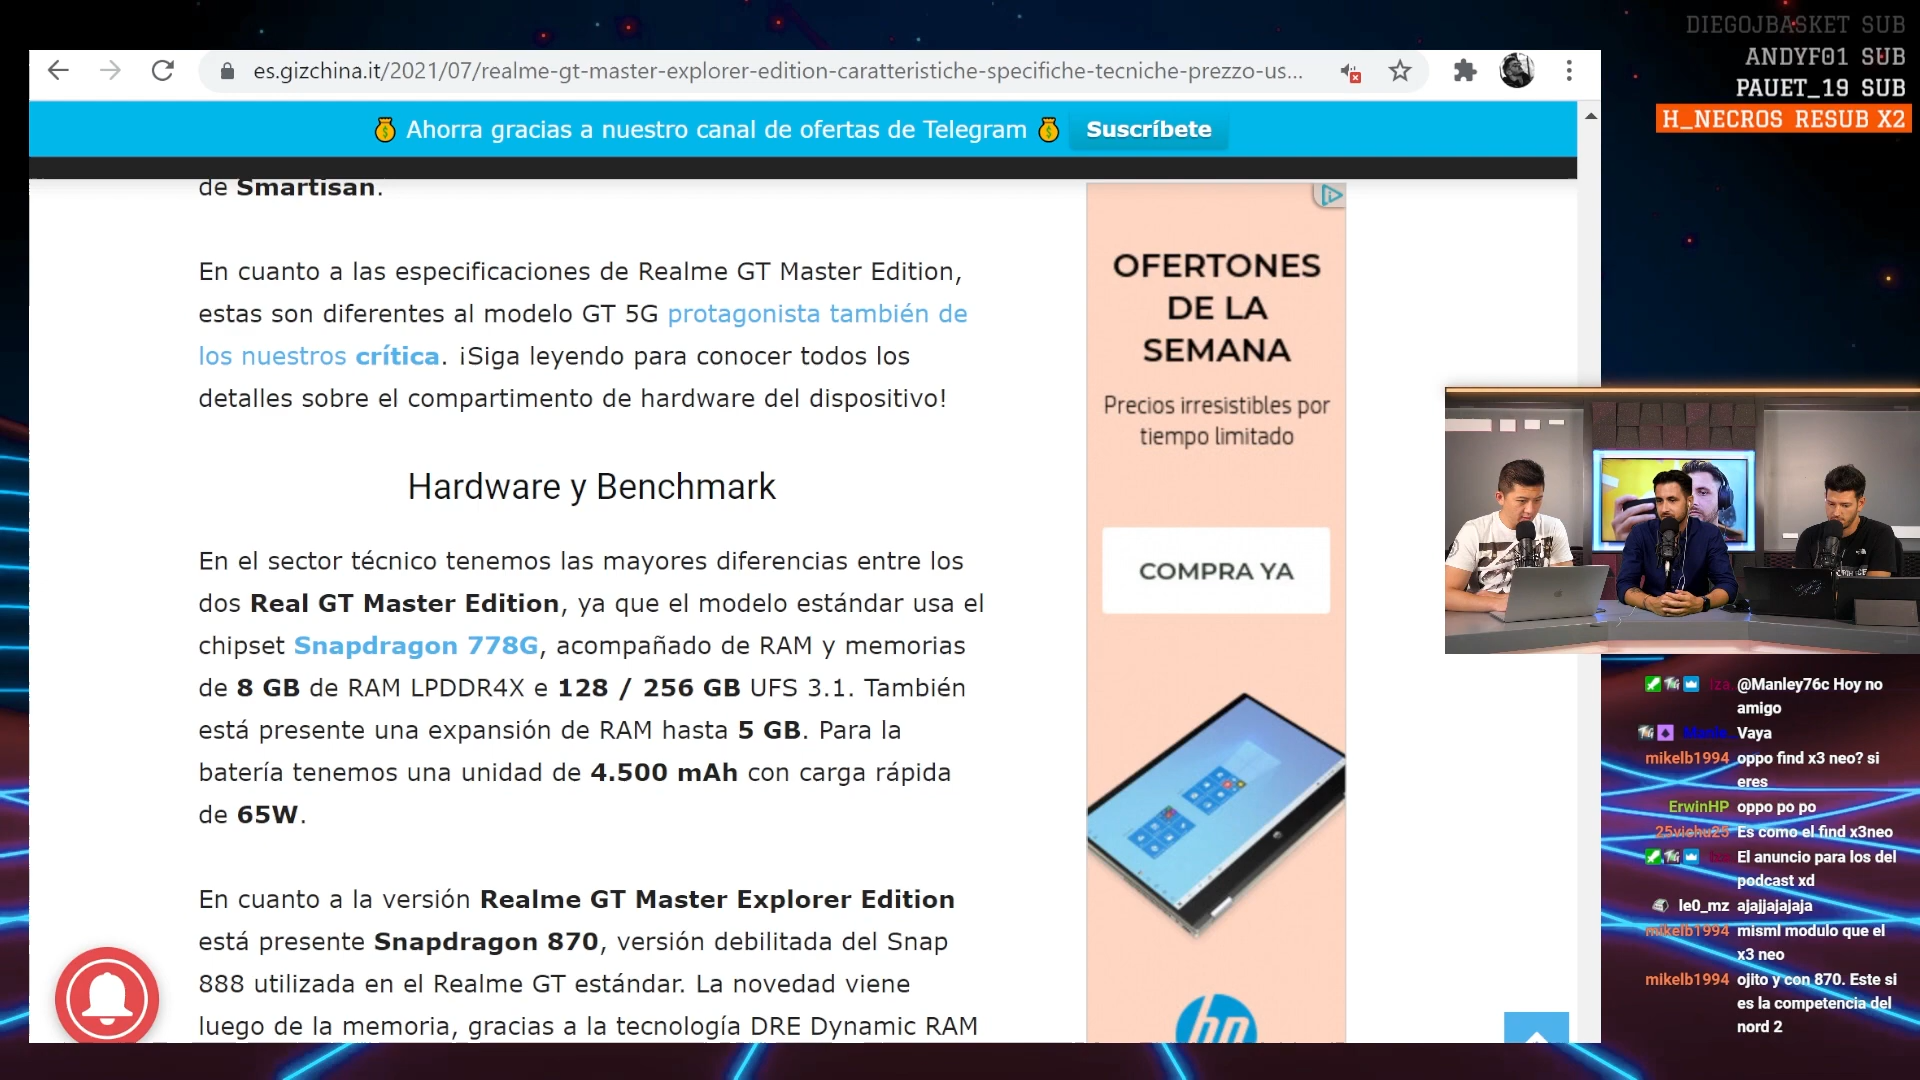 DIEGOJBASKET SUB
ANDYF01 SUB
PAUET_19 SUB
H_NECROS RESUB X2
es.gizchina.it/2021/07/realme-gt-master-explorer-edition-caratteristiche-specifiche-tecniche-prezzo-us...
Ahorra gracias a nuestro canal de ofertas de Telegram
Suscríbete
de Smartisan.
En cuanto a las especificaciones de Realme GT Master Edition,
estas son diferentes al modelo GT 5G protagonista también de
los nuestros crítica. ¡Siga leyendo para conocer todos los
detalles sobre el compartimento de hardware del dispositivo!
Hardware y Benchmark
En el sector técnico tenemos las mayores diferencias entre los
dos Real GT Master Edition, ya que el modelo estándar usa el
chipset Snapdragon 778G, acompañado de RAM y memorias
de 8 GB de RAM LPDDR4X e 128 / 256 GB UFS 3.1. También
está presente una expansión de RAM hasta 5 GB. Para la
batería tenemos una unidad de 4.500 mAh con carga rápida
de 65W.
En cuanto a la versión Realme GT Master Explorer Edition
está presente Snapdragon 870, versión debilitada del Snap
888 utilizada en el Realme GT estándar. La novedad viene
luego de la memoria, gracias a la tecnología DRE Dynamic RAM
OFERTONES
DE LA
SEMANA
Precios irresistibles por
tiempo limitado
COMPRA YA
hp
@Manley76c Hoy no
amigo
Vaya
mikelb1994 oppo find x3 neo? si
eres
ErwinHP oppo po po
25vichu25 Es como el find x3neo
El anuncio para los del
podcast xd
le0_mz ajajjajajaja
mikelb1994 misml modulo que el
x3 neo
mikelb1994 ojito y con 870. Este si
es la competencia del
nord 2